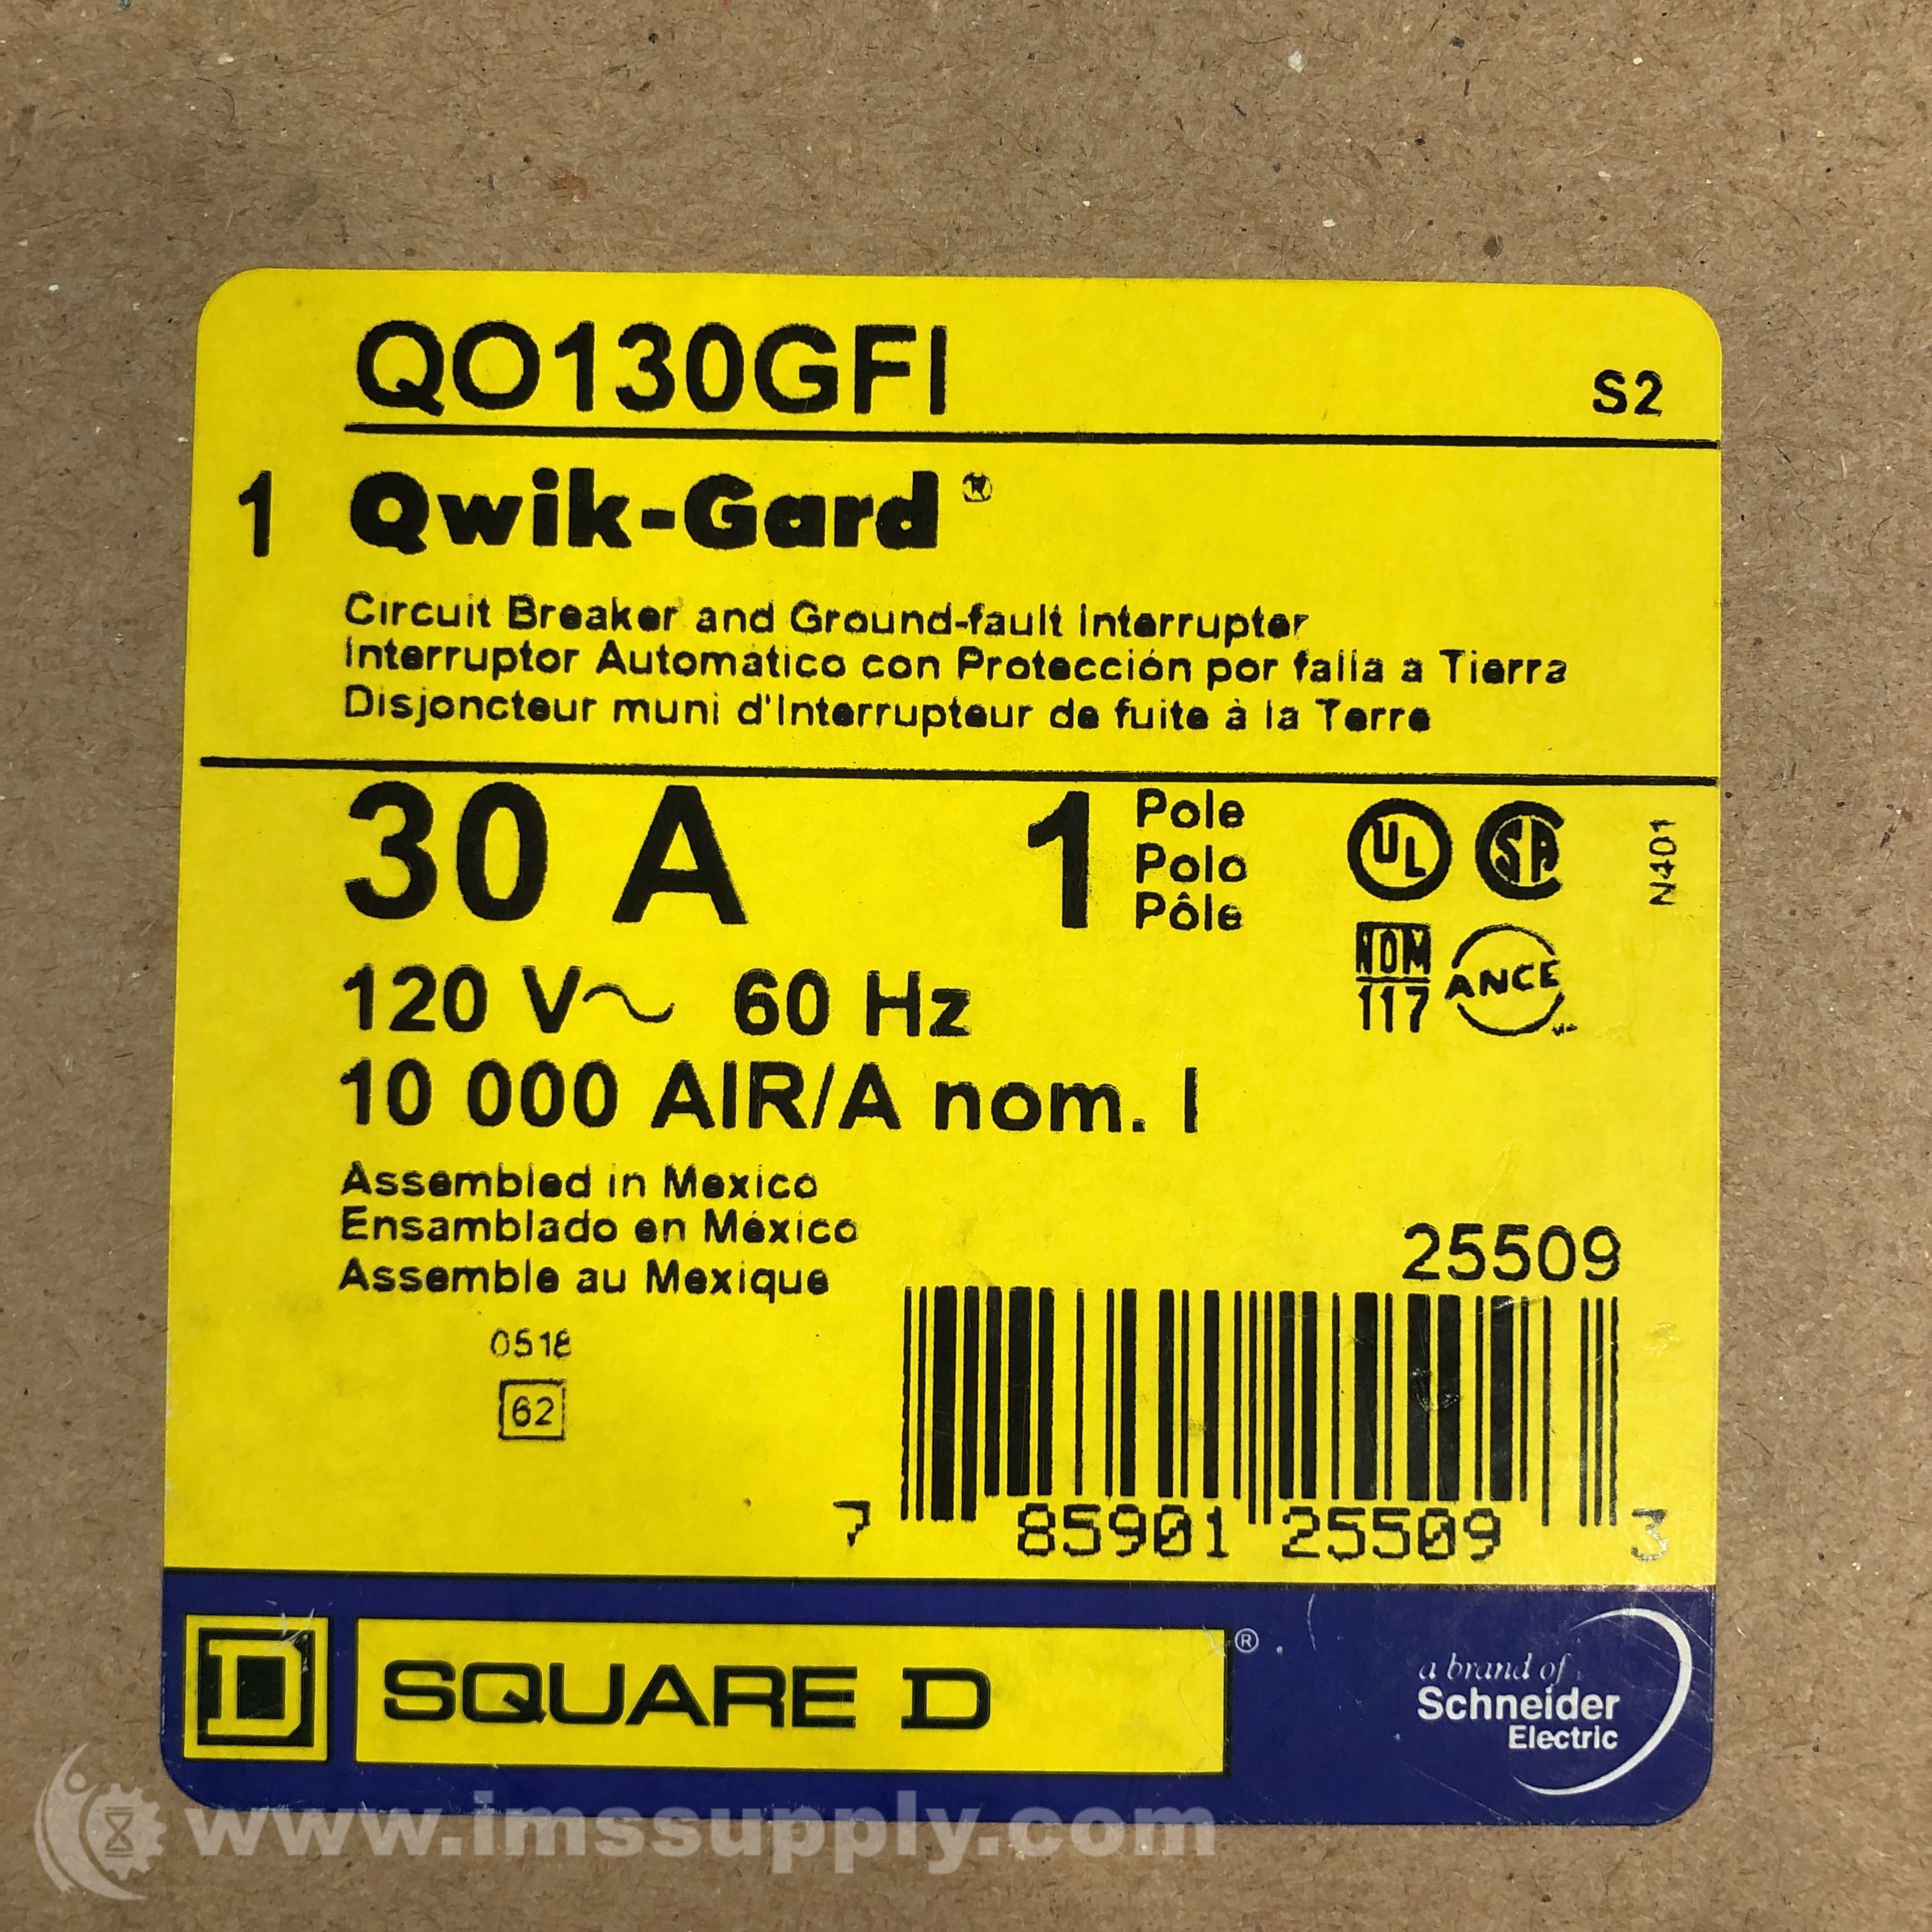 QO130GFI
S2
1 Qwik-Gard®
Circuit Breaker and Ground-fault Interrupter
Interruptor Automático con Protección por falla a Tierra
Disjoncteur muni d'Interrupteur de fuite à la Terre
30 A 1 Pole
Polo
Pôle
UL SA
N401
NOM
117
ANCE
120 V~ 60 Hz
10 000 AIR/A nom. I
Assembled in Mexico
Ensamblado en México
Assemble au Mexique
25509
0518
62
7 85901 25509 3
D SQUARE D ®
a brand of
Schneider
Electric
www.imssupply.com